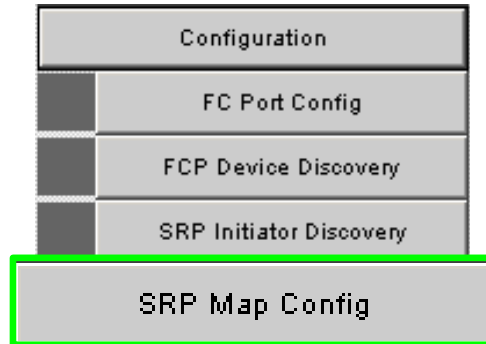 Configuration
FC Port Config
FCP Device Discovery
SRP Initiator Discovery
SRP Map Config